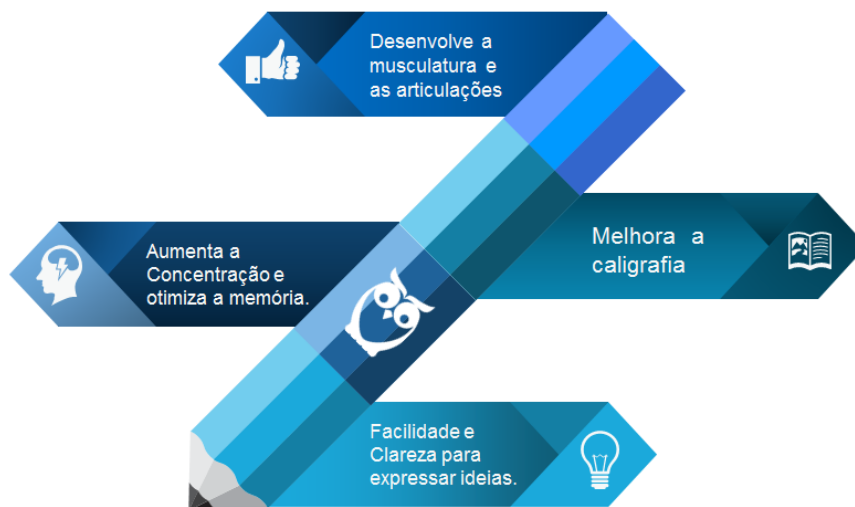 Desenvolve a
musculatura e
as articulações
Aumenta a
Concentração e
otimiza a memória.
Melhora a
caligrafia
Facilidade e
Clareza para
expressar ideias.